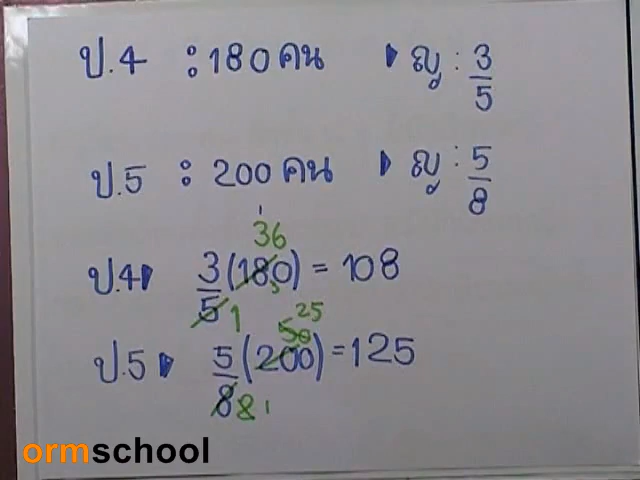 ป.4 : 180 คน ▶ ญ : 3/5
ป.5 : 200 คน ▶ ญ : 5/8
36
ป.4 ▶ 3/5 (180) = 108
1
50 25
ป.5 ▶ 5/8 (200) = 125
8 1
ormschool